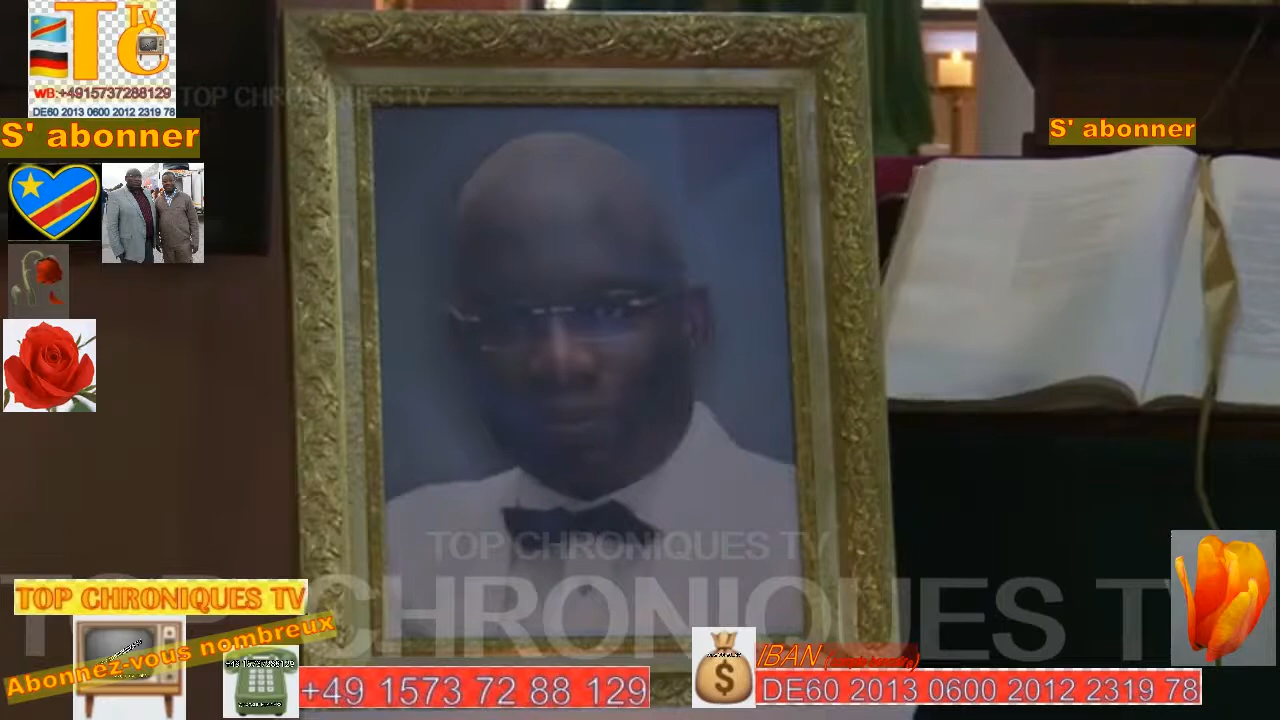 Tv
Tc
WB:+4915737288129
DE60 2013 0600 2012 2319 78
TOP CHRONIQUES TV
S' abonner
S' abonner
TOP CHRONIQUES TV
TOP CHRONIQUES TV
TOP CHRONIQUES TV
Abonnez-vous nombreux
+49 1573 72 88 129
IBAN
DE60 2013 0600 2012 2319 78